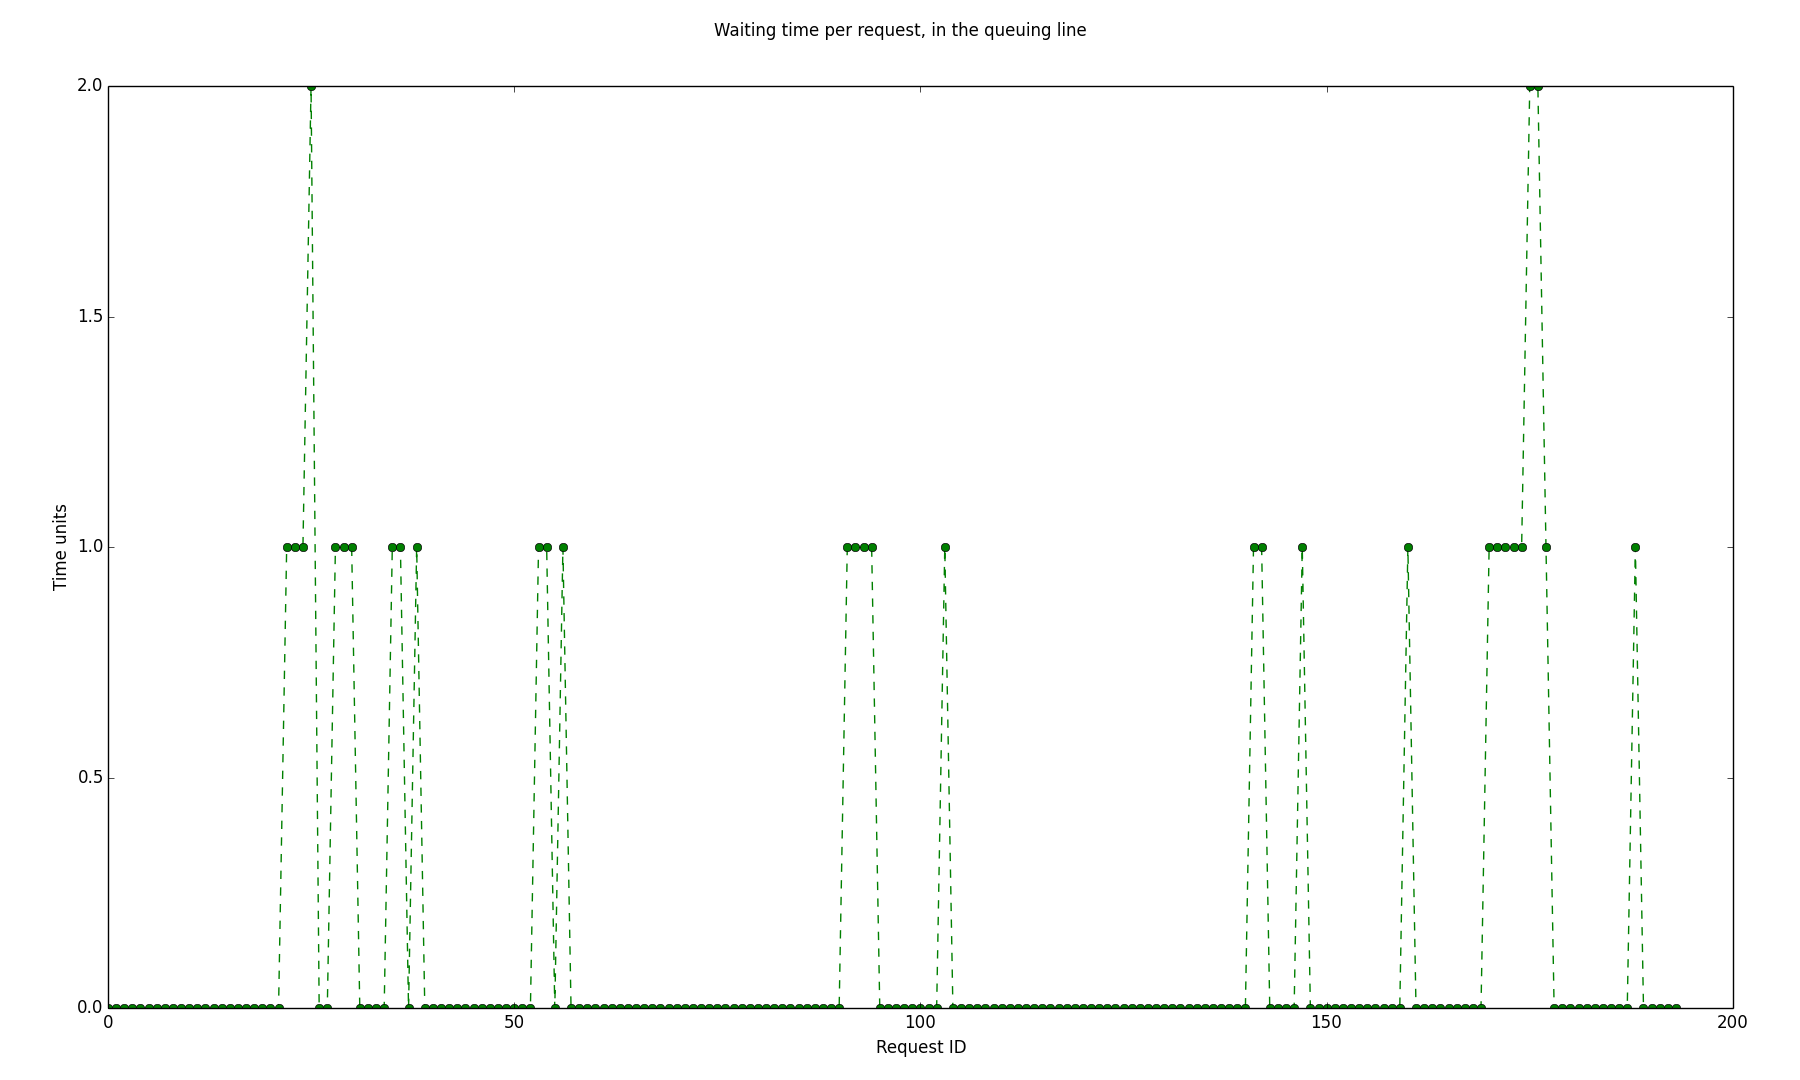 Waiting time per request, in the queuing line
2.0
1.5
1.0
0.5
0.0
Time units
0 50 100 150 200
Request ID